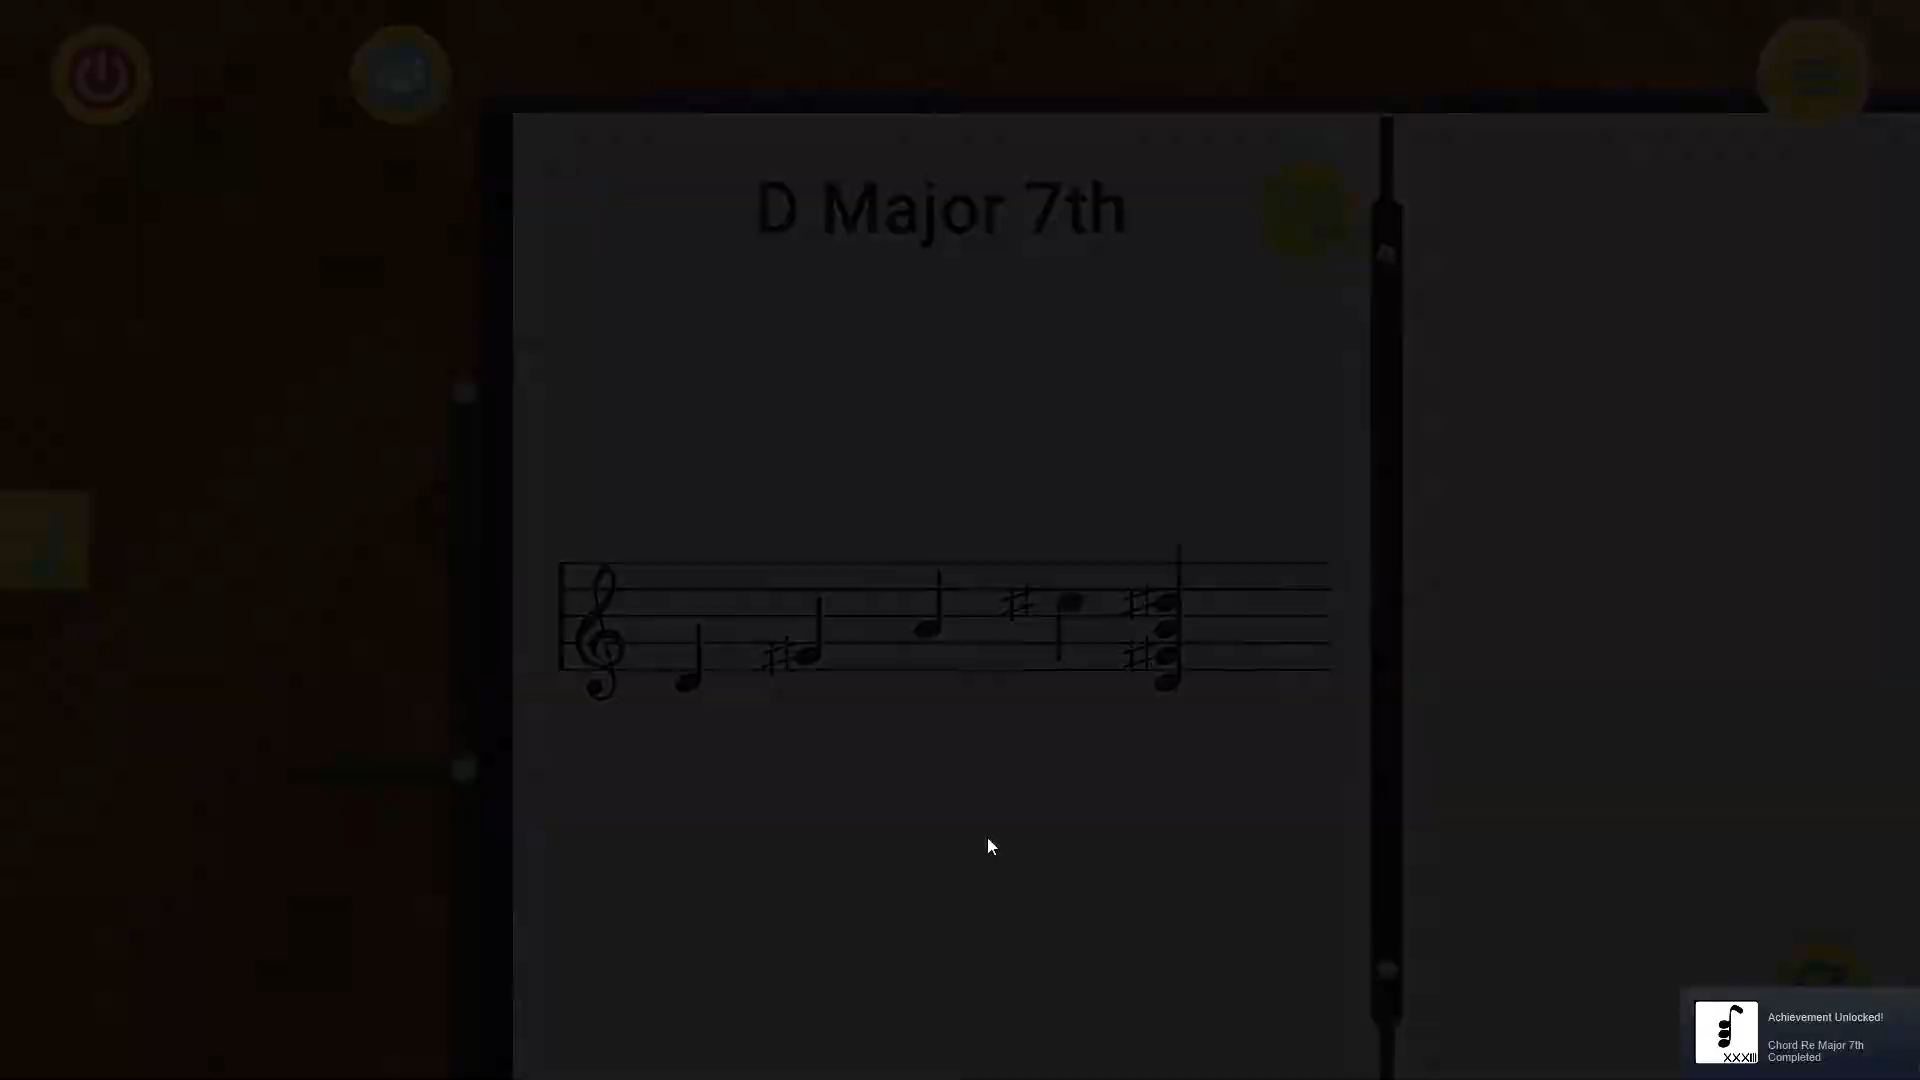 D Major 7th
Achievement Unlocked!
Chord Re Major 7th
Completed
XXXIII